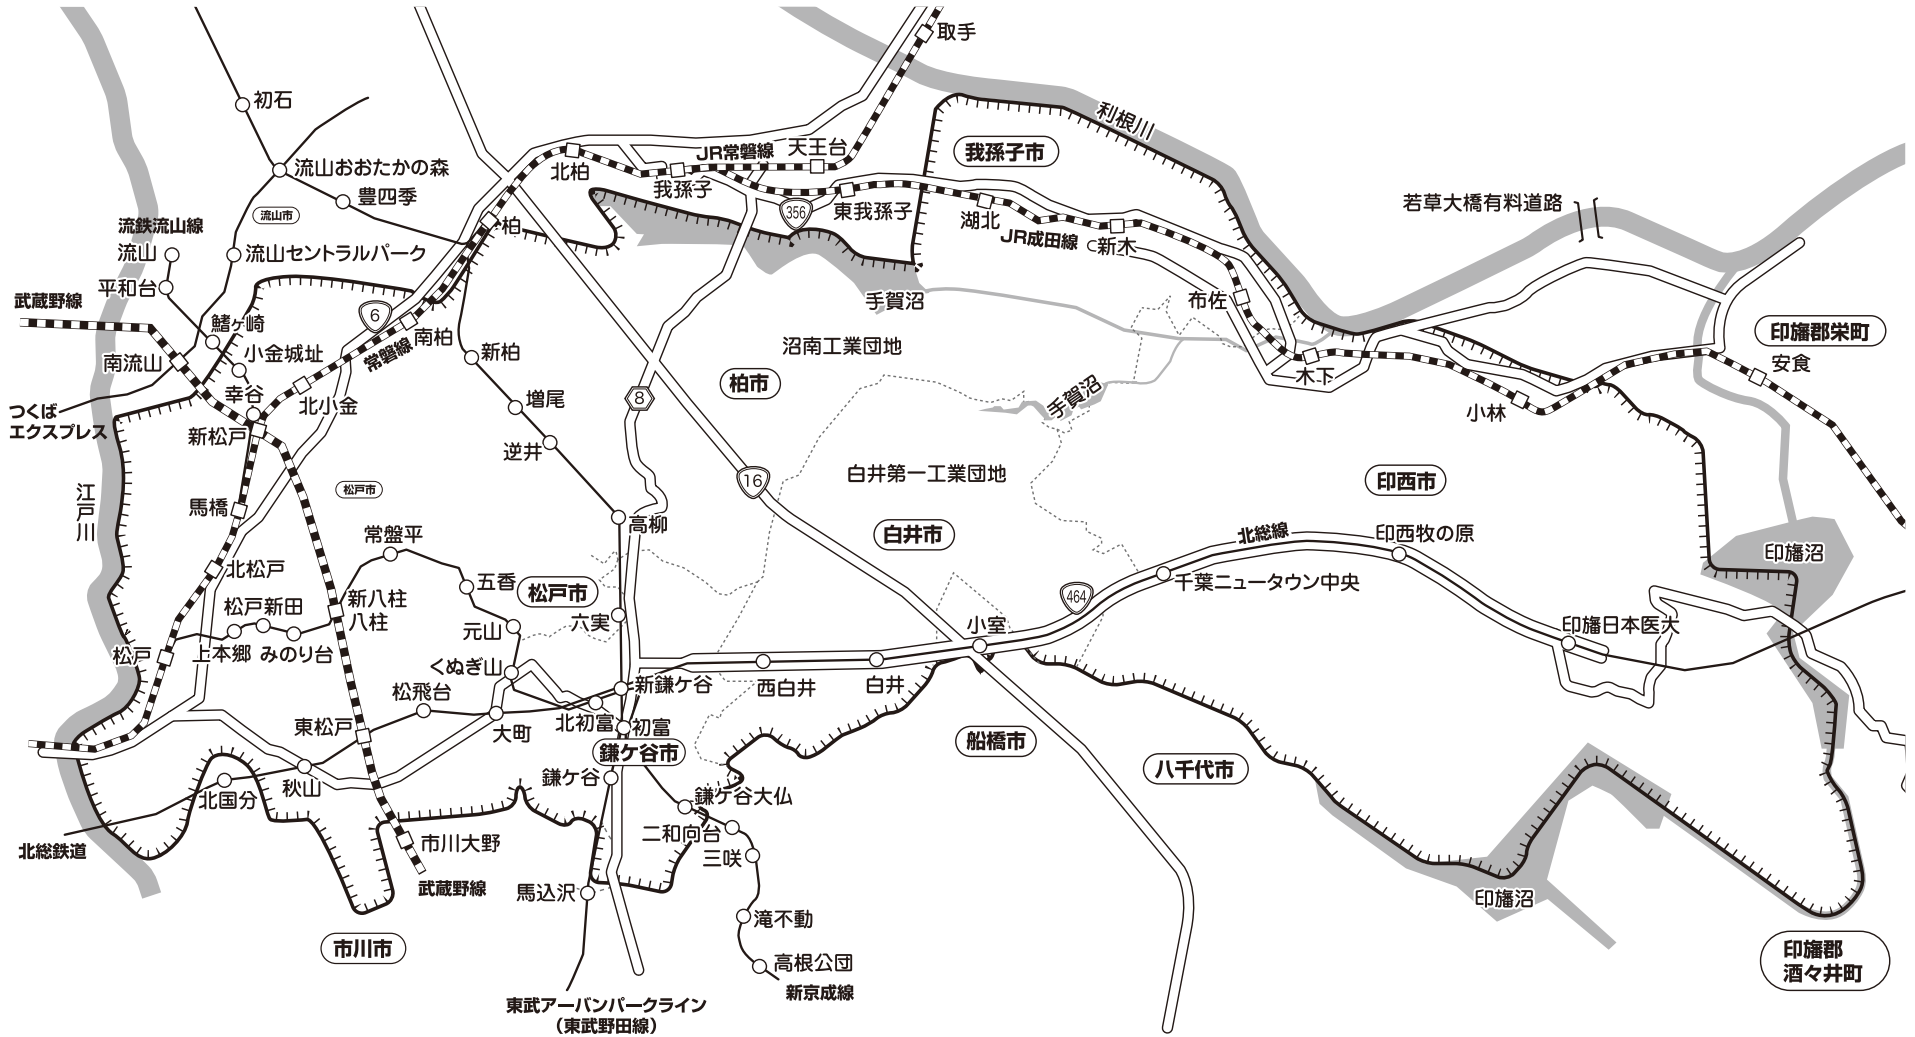 取手
初石
利根川
流山おおたかの森
豊四季
北柏
JR常磐線
天王台
我孫子
我孫子市
流山市
356
東我孫子
若草大橋有料道路
流鉄流山線
流山
流山セントラルパーク
柏
湖北
JR成田線
新木
平和台
武蔵野線
手賀沼
布佐
6
鰭ヶ崎
南柏
常磐線
沼南工業団地
印旛郡栄町
南流山
小金城址
新柏
安食
柏市
手賀沼
木下
幸谷
北小金
8
増尾
小林
つくば
エクスプレス
新松戸
逆井
白井第一工業団地
印西市
江戸川
松戸市
16
馬橋
高柳
常盤平
白井市
北総線
印西牧の原
印旛沼
北松戸
五香
松戸市
464
千葉ニュータウン中央
新八柱
八柱
松戸新田
六実
元山
小室
印旛日本医大
松戸
上本郷
みのり台
くぬぎ山
新鎌ケ谷
西白井
白井
松飛台
東松戸
大町
北初富
初富
船橋市
鎌ケ谷市
八千代市
秋山
北国分
鎌ケ谷
鎌ケ谷大仏
二和向台
北総鉄道
市川大野
三咲
武蔵野線
馬込沢
印旛沼
滝不動
市川市
高根公団
新京成線
印旛郡
酒々井町
東武アーバンパークライン
（東武野田線）